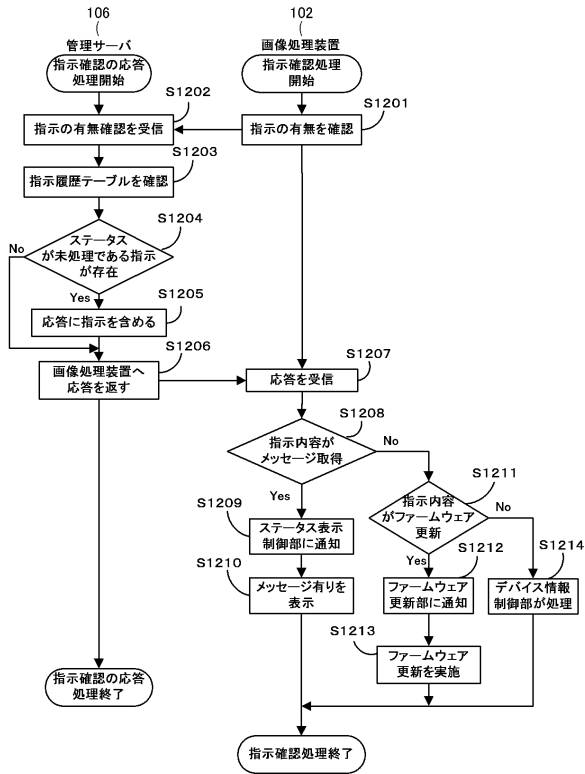 106
管理サーバ
指示確認の応答
処理開始
S1202
指示の有無確認を受信
S1203
指示履歴テーブルを確認
S1204
ステータス
が未処理である指示
が存在
No
Yes
S1205
応答に指示を含める
S1206
画像処理装置へ
応答を返す
指示確認の応答
処理終了
102
画像処理装置
指示確認処理
開始
S1201
指示の有無を確認
S1207
応答を受信
S1208
指示内容が
メッセージ取得
No
Yes
S1209
ステータス表示
制御部に通知
S1210
メッセージ有りを
表示
S1211
指示内容
がファームウェア
更新
No
Yes
S1212
ファームウェア
更新部に通知
S1213
ファームウェア
更新を実施
S1214
デバイス情報
制御部が処理
指示確認処理終了